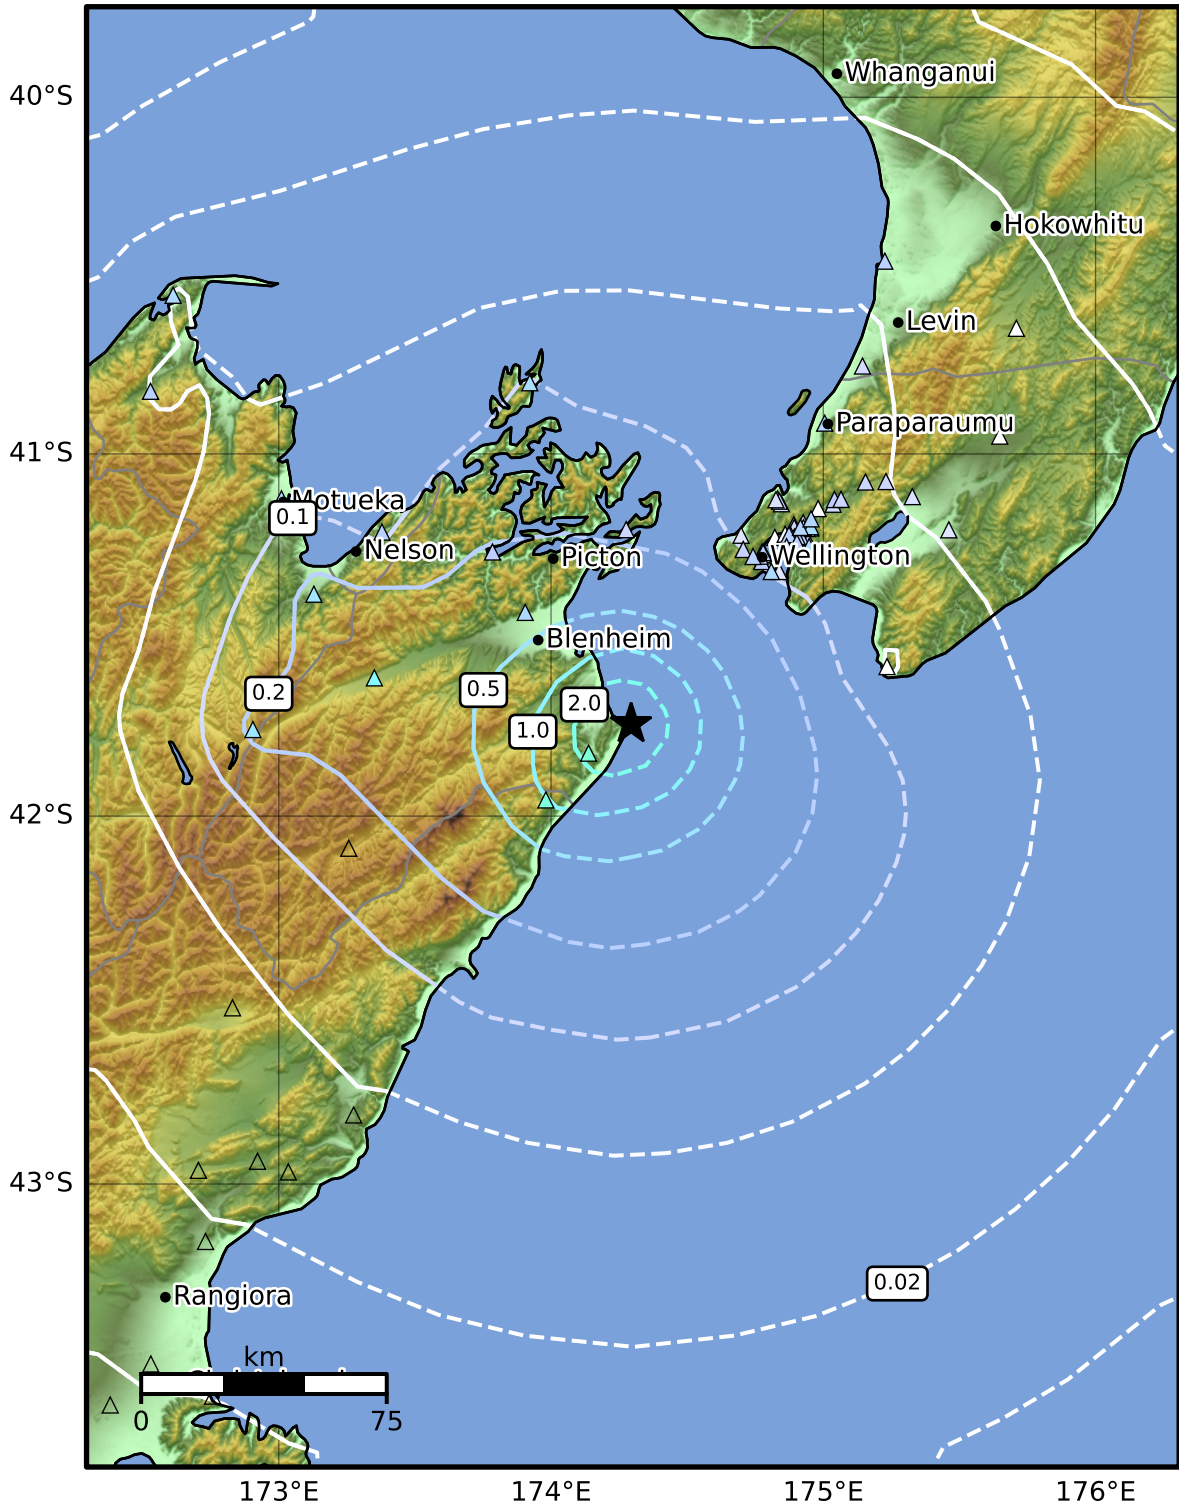 Whanganui
40°S
Hokowhitu
Levin
Paraparaumu
41°S
Motueka
0.1
Nelson
Picton
Wellington
Blenheim
0.5
0.2
2.0
1.0
42°S
43°S
0.02
Rangiora
km
0
75
173°E
174°E
175°E
176°E